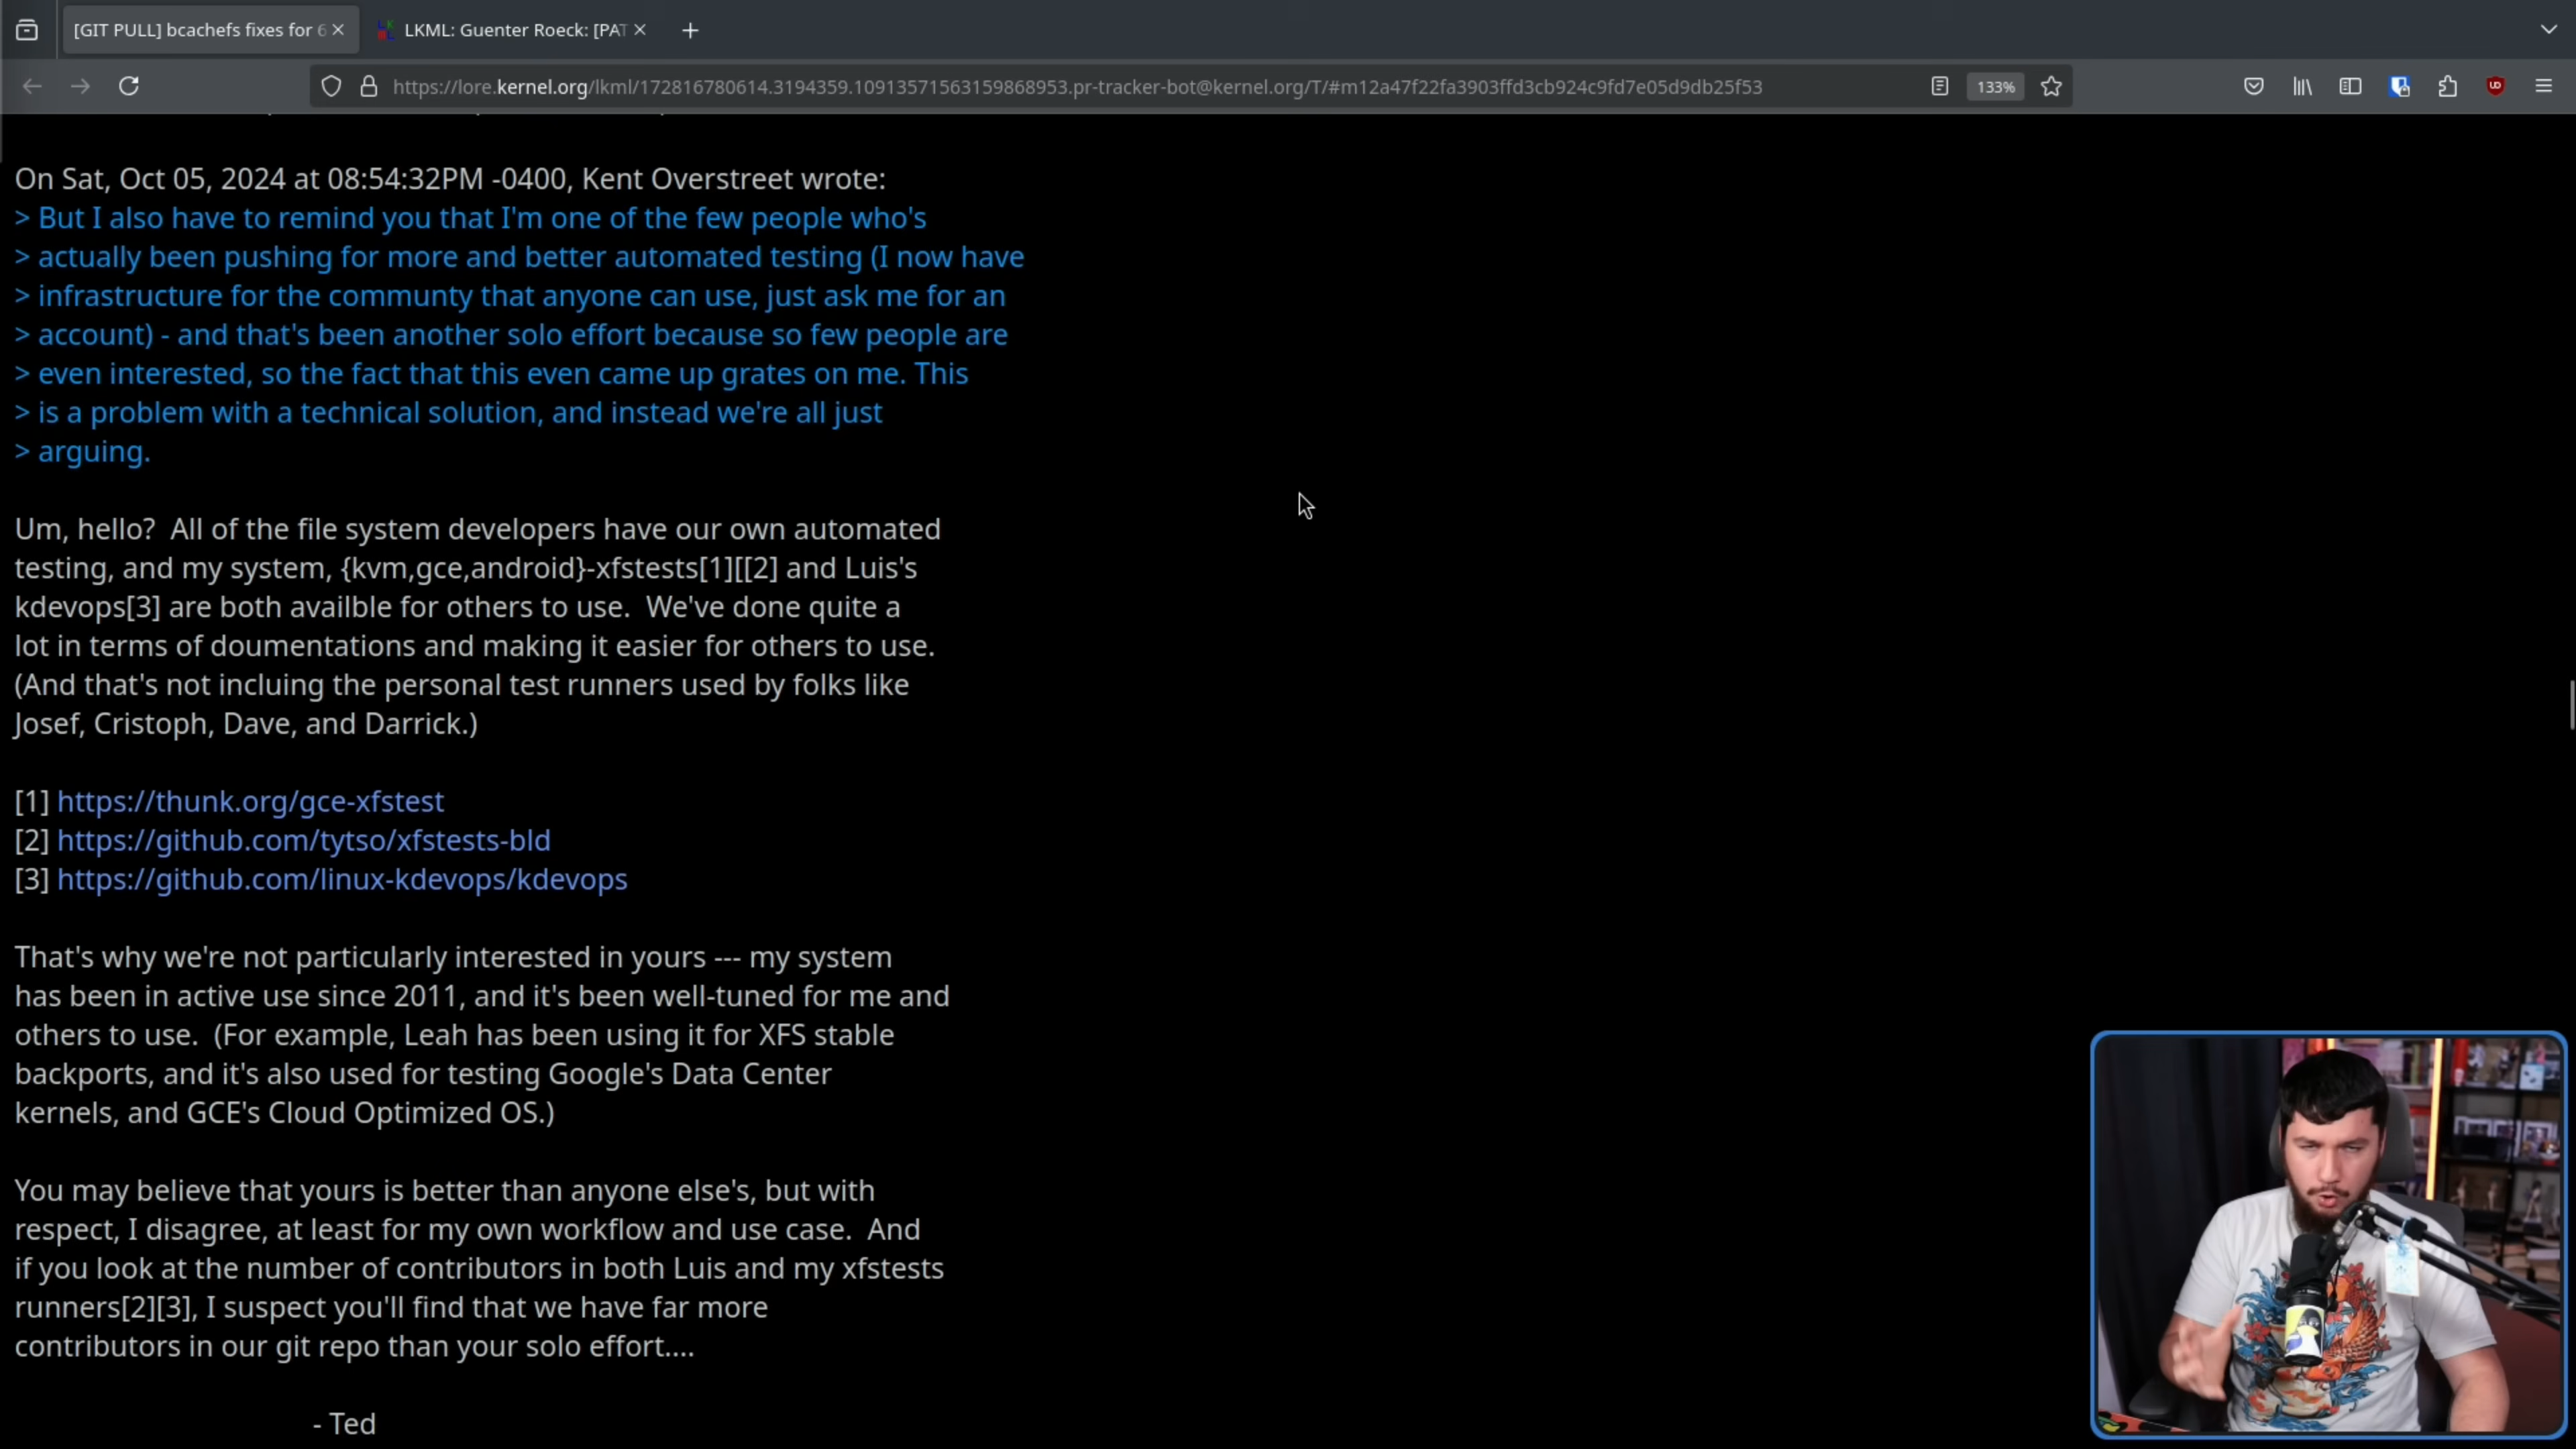 [GIT PULL] bcachefs fixes for 6
LKML: Guenter Roeck: [PAT
https://lore.kernel.org/lkml/172816780614.3194359.10913571563159868953.pr-tracker-bot@kernel.org/T/#m12a47f22fa3903ffd3cb924c9fd7e05d9db25f53
133%
On Sat, Oct 05, 2024 at 08:54:32PM -0400, Kent Overstreet wrote:
> But I also have to remind you that I'm one of the few people who's
> actually been pushing for more and better automated testing (I now have
> infrastructure for the communty that anyone can use, just ask me for an
> account) - and that's been another solo effort because so few people are
> even interested, so the fact that this even came up grates on me. This
> is a problem with a technical solution, and instead we're all just
> arguing.
Um, hello?  All of the file system developers have our own automated
testing, and my system, {kvm,gce,android}-xfstests[1][[2] and Luis's
kdevops[3] are both availble for others to use.  We've done quite a
lot in terms of doumentations and making it easier for others to use.
(And that's not incluing the personal test runners used by folks like
Josef, Cristoph, Dave, and Darrick.)
[1] https://thunk.org/gce-xfstest
[2] https://github.com/tytso/xfstests-bld
[3] https://github.com/linux-kdevops/kdevops
That's why we're not particularly interested in yours --- my system
has been in active use since 2011, and it's been well-tuned for me and
others to use.  (For example, Leah has been using it for XFS stable
backports, and it's also used for testing Google's Data Center
kernels, and GCE's Cloud Optimized OS.)
You may believe that yours is better than anyone else's, but with
respect, I disagree, at least for my own workflow and use case.  And
if you look at the number of contributors in both Luis and my xfstests
runners[2][3], I suspect you'll find that we have far more
contributors in our git repo than your solo effort....
- Ted